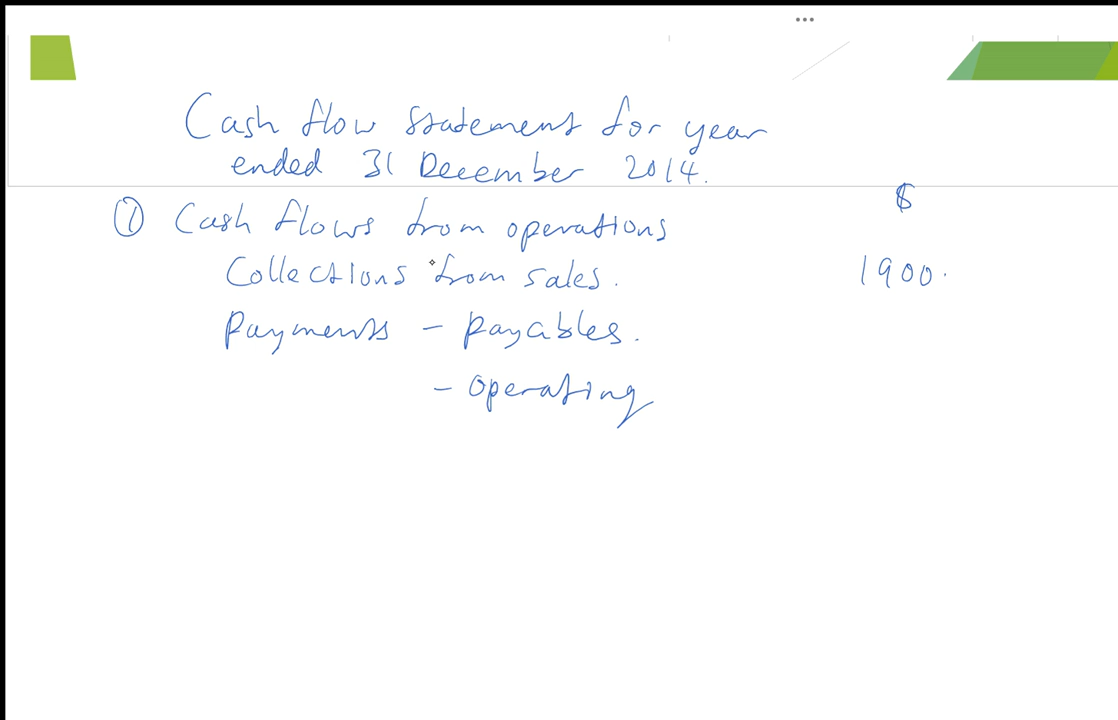 Cash flow statement for year
ended 31 December 2014.
$
① Cash flows from operations
Collections from sales. 1900.
Payments - payables.
- Operating